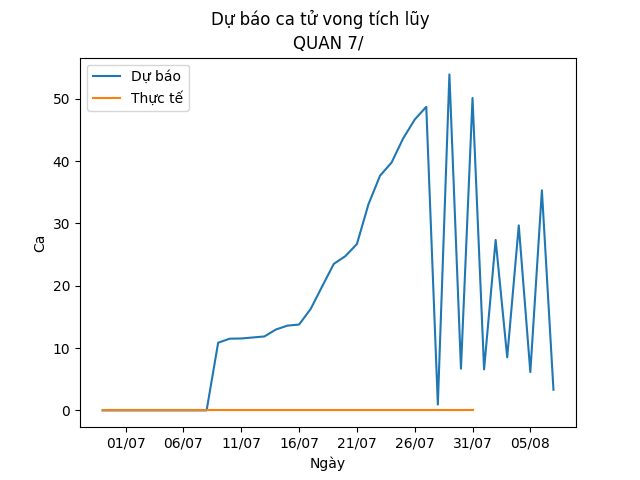 Dự báo ca tử vong tích lũy
QUAN 7/
Dự báo
Thực tế
Ca
50
40
30
20
10
0
01/07 06/07 11/07 16/07 21/07 26/07 31/07 05/08
Ngày